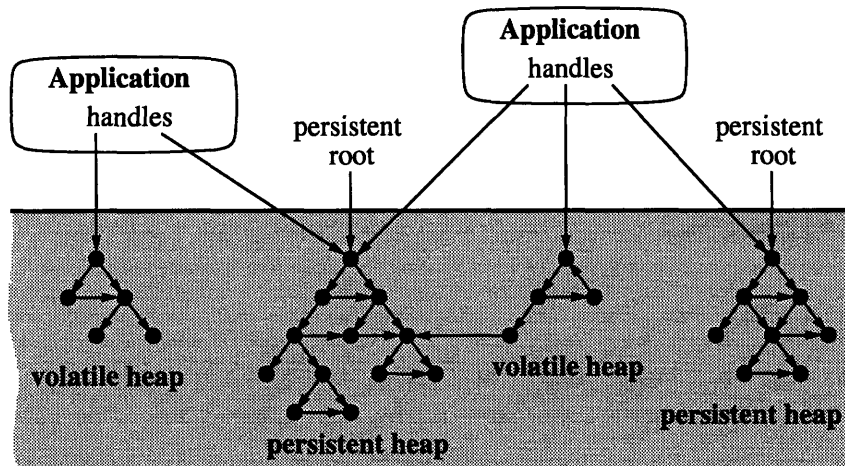 Application
handles
Application
handles
persistent
root
persistent
root
volatile heap
persistent heap
volatile heap
persistent heap